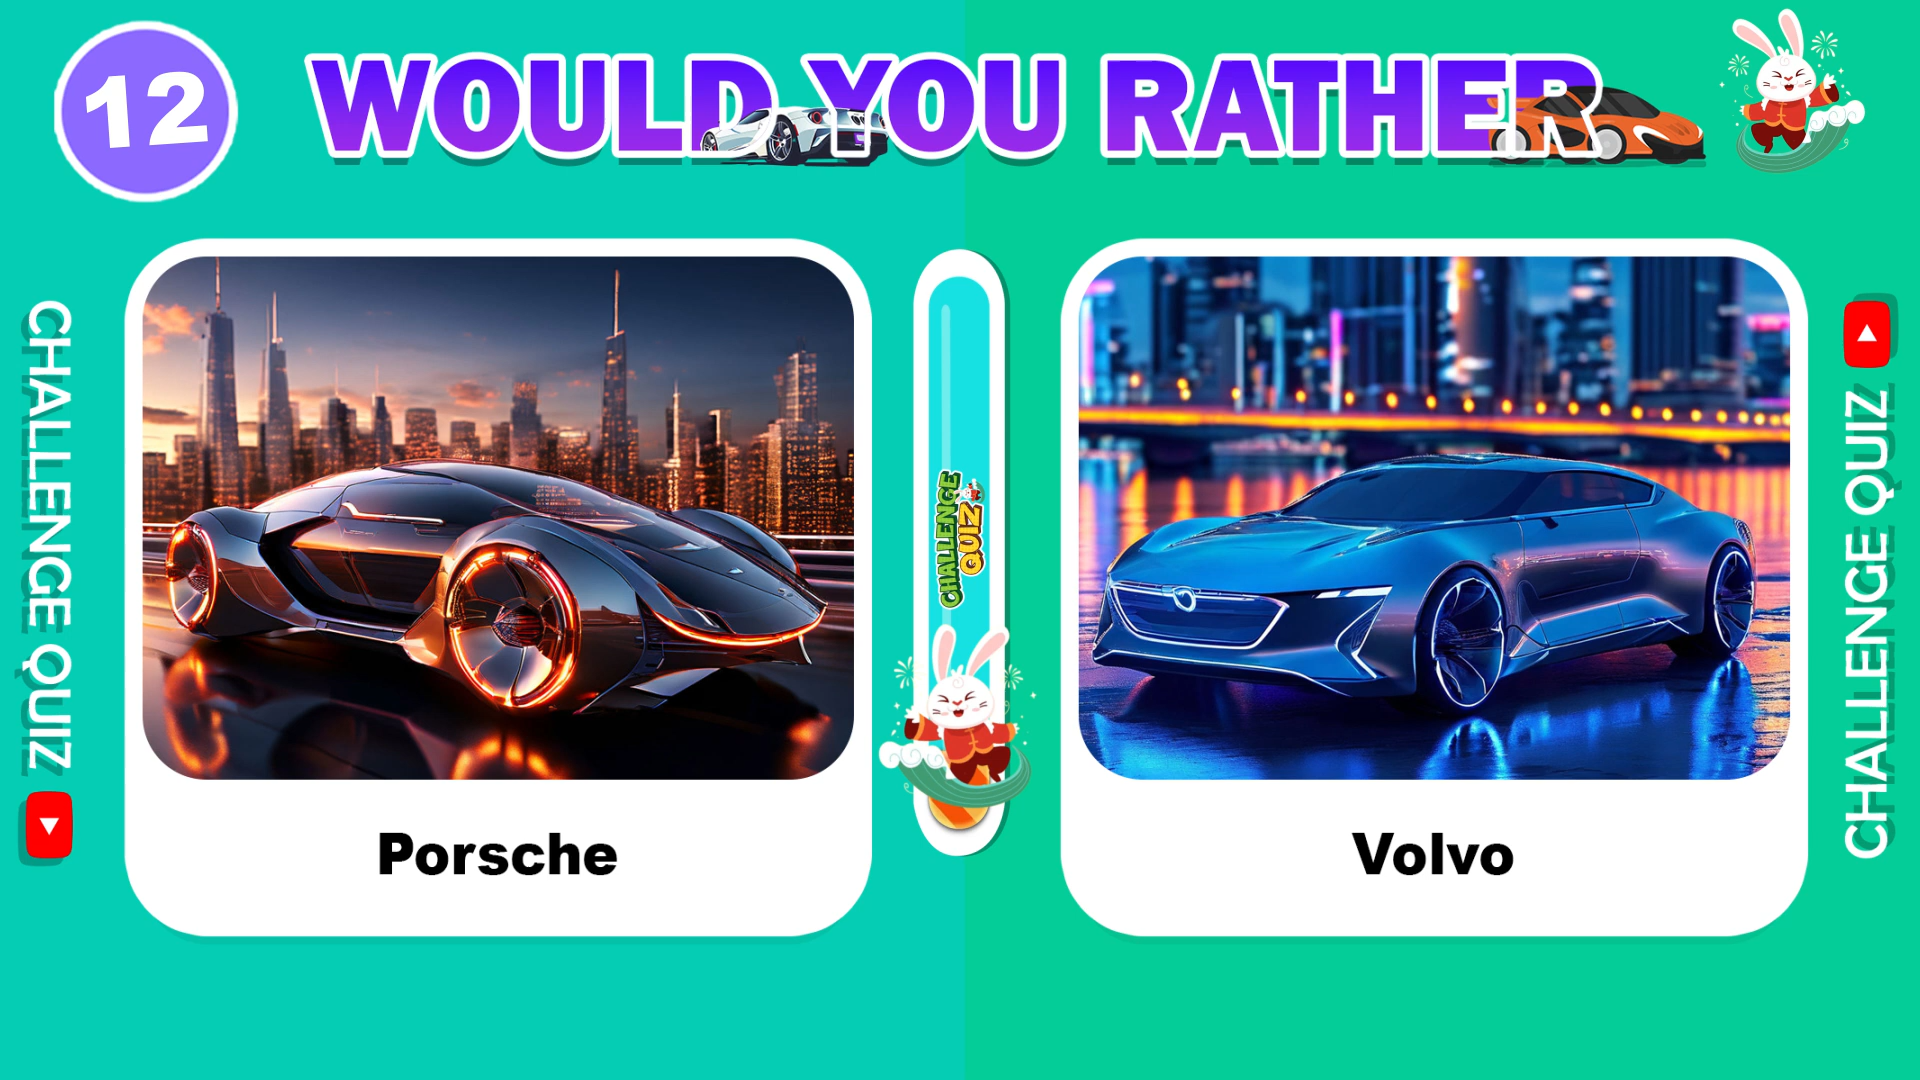 12
WOULD YOU RATHER
CHALLENGE QUIZ
CHALLENGE
QUIZ
CHALLENGE QUIZ
Porsche
Volvo